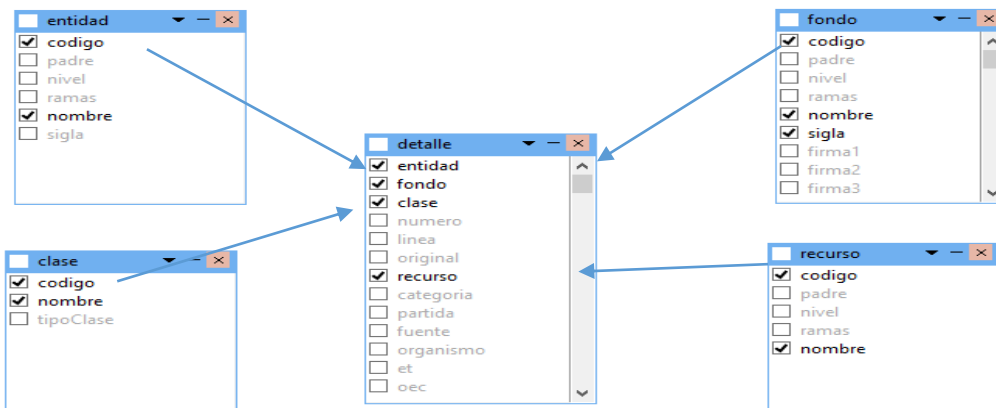 entidad
codigo
padre
nivel
ramas
nombre
sigla
fondo
codigo
padre
nivel
ramas
nombre
sigla
firma1
firma2
firma3
detalle
entidad
fondo
clase
numero
linea
original
recurso
categoria
partida
fuente
organismo
et
oec
clase
codigo
nombre
tipoClase
recurso
codigo
padre
nivel
ramas
nombre